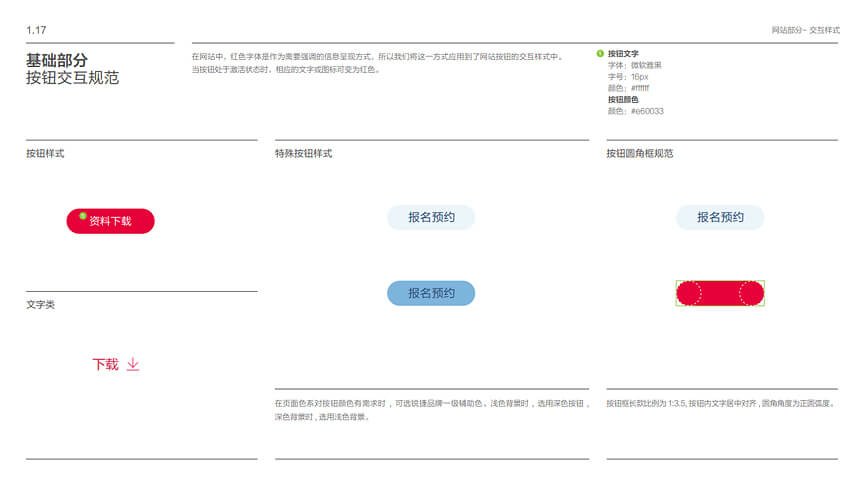 1.17
网站部分- 交互样式
基础部分
按钮交互规范
在网站中，红色字体是作为需要强调的信息呈现方式，所以我们将这一方式应用到了网站按钮的交互样式中。
当按钮处于激活状态时，相应的文字或图标可变为红色。
1 按钮文字
字体：微软雅黑
字号：16px
颜色：#ffffff
按钮颜色
颜色：#e60033
按钮样式
特殊按钮样式
按钮圆角框规范
资料下载
报名预约
报名预约
报名预约
文字类
下载
在页面色系对按钮颜色有需求时，可选锐捷品牌一级辅助色。浅色背景时，选用深色按钮，
深色背景时，选用浅色背景。
按钮框长款比例为 1:3.5, 按钮内文字居中对齐，圆角角度为正圆弧度。